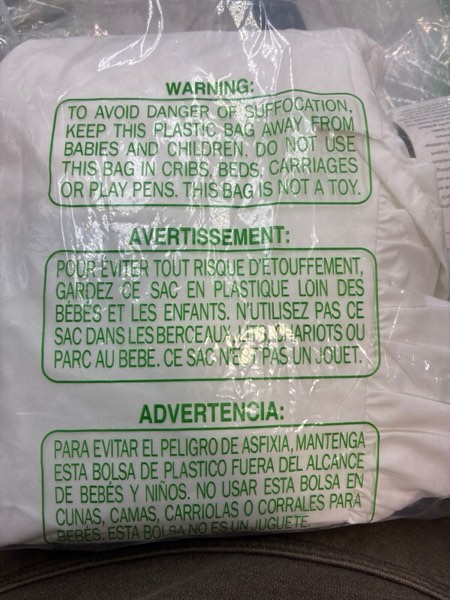 WARNING:
TO AVOID DANGER OF SUFFOCATION,
KEEP THIS PLASTIC BAG AWAY FROM
BABIES AND CHILDREN. DO NOT USE
THIS BAG IN CRIBS, BEDS, CARRIAGES
OR PLAY PENS. THIS BAG IS NOT A TOY.
AVERTISSEMENT:
POUR ÉVITER TOUT RISQUE D'ÉTOUFFEMENT,
GARDEZ CE SAC EN PLASTIQUE LOIN DES
BÉBÉS ET LES ENFANTS. N'UTILISEZ PAS CE
SAC DANS LES BERCEAUX, LITS, CHARIOTS OU
PARC AU BEBE. CE SAC N'EST PAS UN JOUET.
ADVERTENCIA:
PARA EVITAR EL PELIGRO DE ASFIXIA, MANTENGA
ESTA BOLSA DE PLASTICO FUERA DEL ALCANCE
DE BEBÉS Y NIÑOS. NO USAR ESTA BOLSA EN
CUNAS, CAMAS, CARRIOLAS O CORRALES PARA
BEBÉS. ESTA BOLSA NO ES UN JUGUETE.